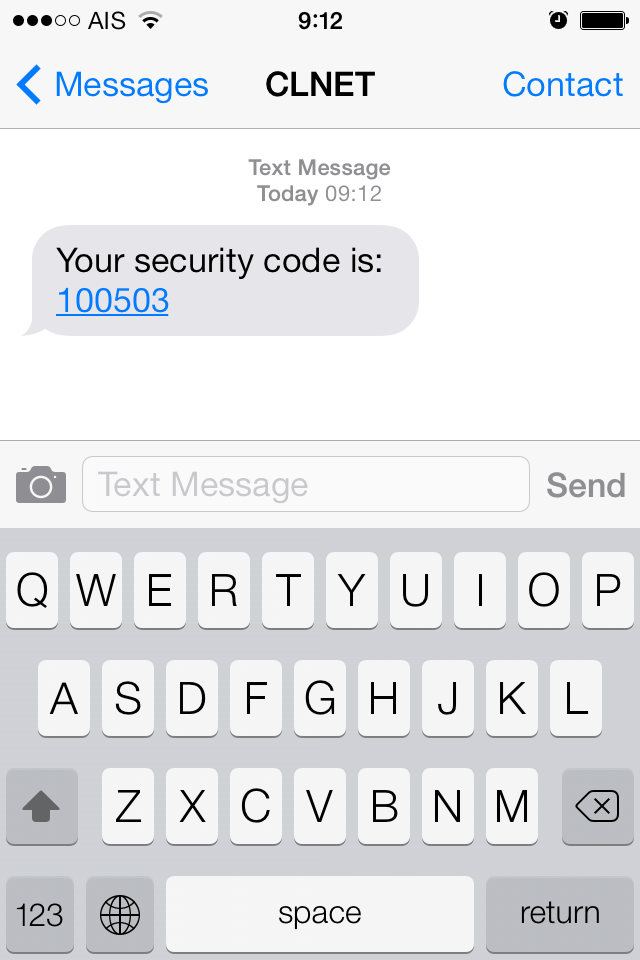 AIS 9:12
Messages CLNET Contact
Text Message
Today 09:12
Your security code is:
100503
Text Message Send
Q W E R T Y U I O P
A S D F G H J K L
Z X C V B N M
123 space return